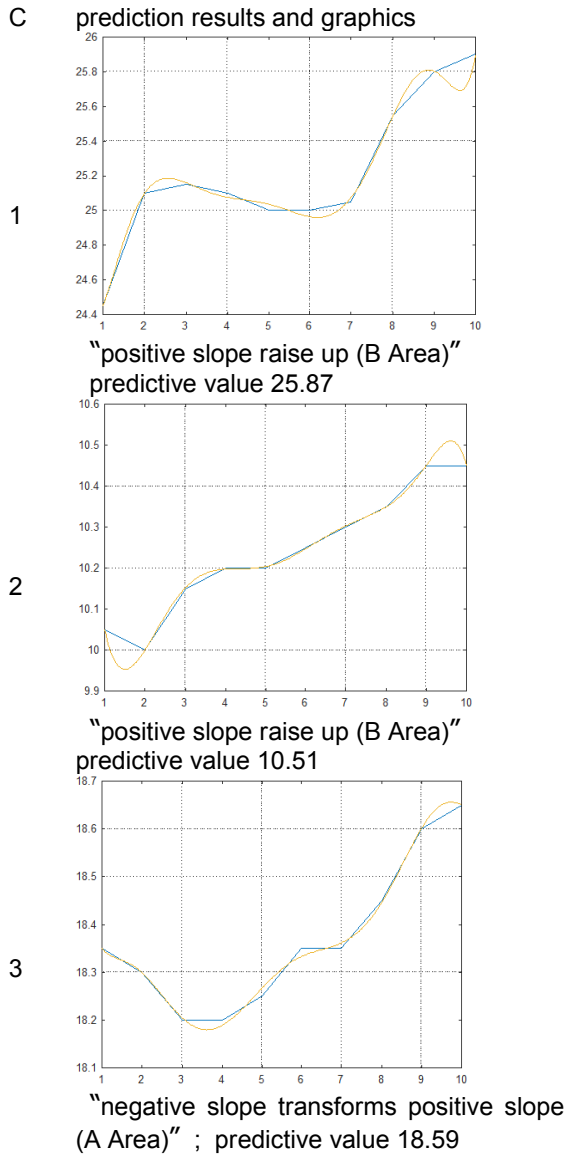 C prediction results and graphics
26
25.8
25.6
25.4
25.2
25
24.8
24.6
24.4
1 2 3 4 5 6 7 8 9 10
1
"positive slope raise up (B Area)"
predictive value 25.87
10.6
10.5
10.4
10.3
10.2
10.1
10
9.9
1 2 3 4 5 6 7 8 9 10
2
"positive slope raise up (B Area)"
predictive value 10.51
18.7
18.6
18.5
18.4
18.3
18.2
18.1
1 2 3 4 5 6 7 8 9 10
3
"negative slope transforms positive slope
(A Area)" ; predictive value 18.59